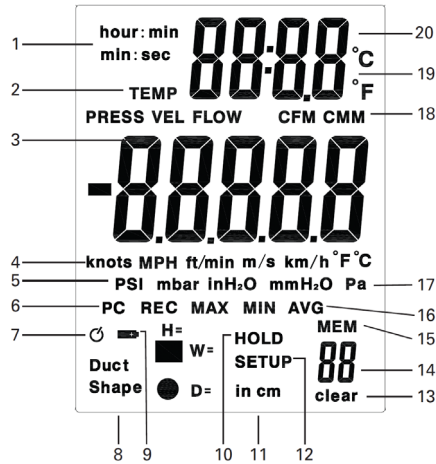 1 hour:min 88:8.8 20
min:sec °C
2 TEMP °F 19
PRESS VEL FLOW CFM CMM 18
3 -8.8.8.8.8
4 knots MPH ft/min m/s km/h °F °C
5 PSI mbar inH₂O mmH₂O Pa 17
6 PC REC MAX MIN AVG 16
7 H= HOLD MEM 15
W= SETUP 88 14
Duct
Shape D= in cm clear 13
8 9 10 11 12